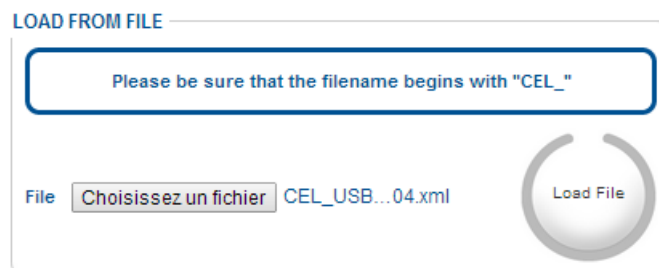 LOAD FROM FILE
Please be sure that the filename begins with "CEL_"
File Choisissez un fichier CEL_USB...04.xml Load File